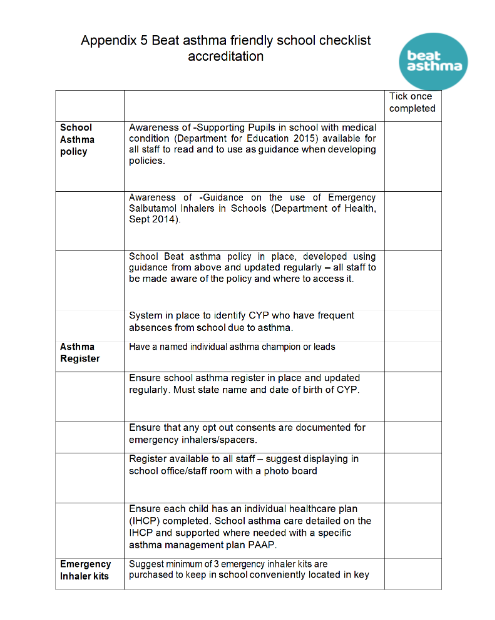 Appendix 5 Beat asthma friendly school checklist
accreditation
beat
asthma
Tick once
completed
School
Asthma
policy
Awareness of -Supporting Pupils in school with medical
condition (Department for Education 2015) available for
all staff to read and to use as guidance when developing
policies.
Awareness of -Guidance on the use of Emergency
Salbutamol Inhalers in Schools (Department of Health,
Sept 2014).
School Beat asthma policy in place, developed using
guidance from above and updated regularly – all staff to
be made aware of the policy and where to access it.
System in place to identify CYP who have frequent
absences from school due to asthma.
Asthma
Register
Have a named individual asthma champion or leads
Ensure school asthma register in place and updated
regularly. Must state name and date of birth of CYP.
Ensure that any opt out consents are documented for
emergency inhalers/spacers.
Register available to all staff – suggest displaying in
school office/staff room with a photo board
Ensure each child has an individual healthcare plan
(IHCP) completed. School asthma care detailed on the
IHCP and supported where needed with a specific
asthma management plan PAAP.
Emergency
Inhaler kits
Suggest minimum of 3 emergency inhaler kits are
purchased to keep in school conveniently located in key